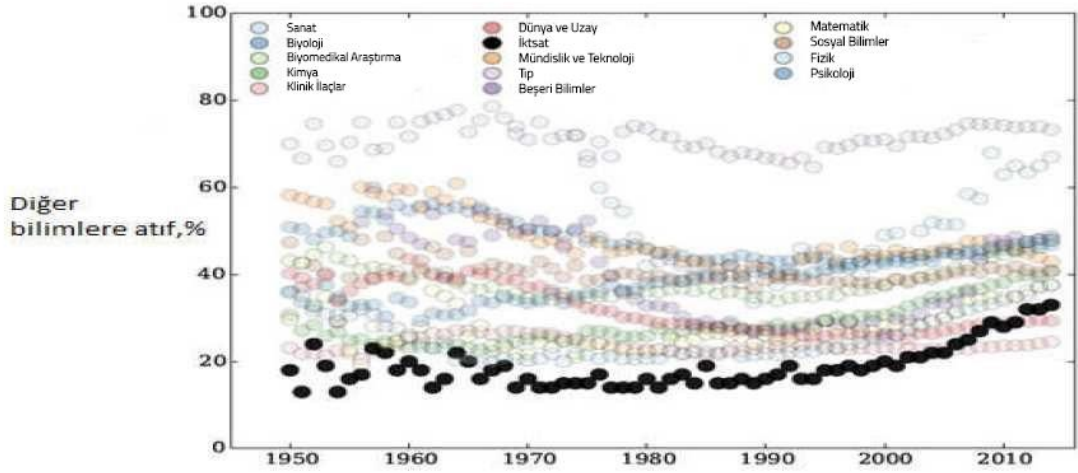 100
80
60
40
20
0
Diğer
bilimlere atıf,%
Sanat
Biyoloji
Biyomedikal Araştırma
Kimya
Klinik İlaçlar
Dünya ve Uzay
İktsat
Mündislik ve Teknoloji
Tip
Beşeri Bilimler
Matematik
Sosyal Bilimler
Fizik
Psikoloji
1950 1960 1970 1980 1990 2000 2010